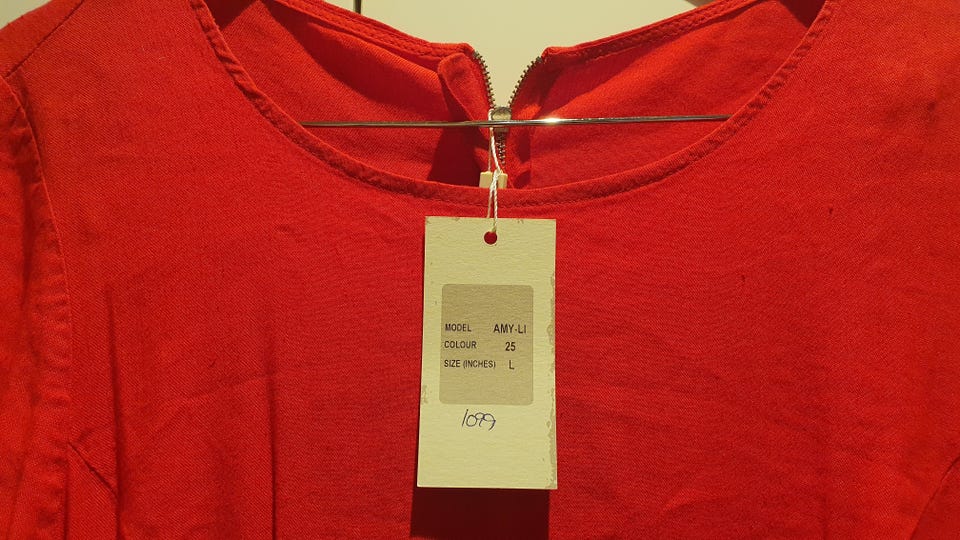 MODEL AMY-LI
COLOUR 25
SIZE (INCHES) L
1099